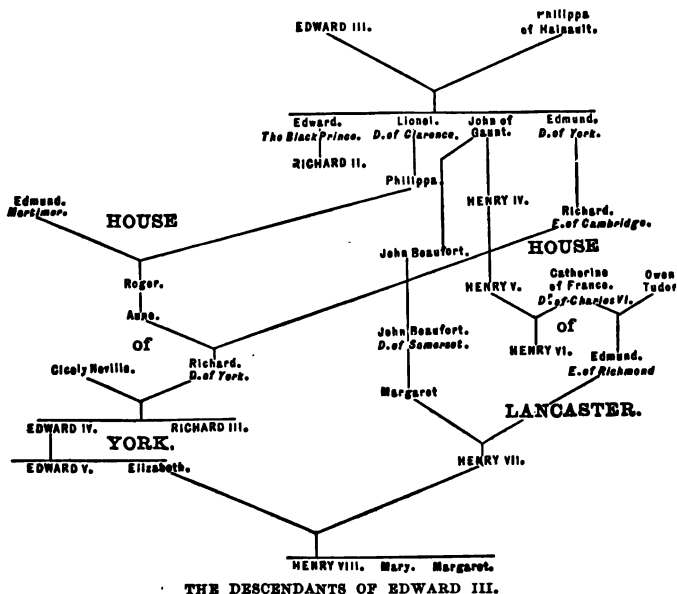 EDWARD III.
Philippa
of Hainault.
Edward.
The Black Prince.
Lionel.
D. of Clarence.
John of
Gaunt.
Edmund.
D. of York.
RICHARD II.
Philippa.
HENRY IV.
Edmund.
Mortimer.
Richard.
E. of Cambridge.
HOUSE
HOUSE
John Beaufort.
Roger.
HENRY V.
Catherine
of France.
Dr. of Charles VI.
Owen
Tudor
Anne.
of
of
John Beaufort.
D. of Somerset.
HENRY VI.
Edmund.
E. of Richmond
Cicely Neville.
Richard.
D. of York.
Margaret
LANCASTER.
EDWARD IV.
RICHARD III.
YORK.
EDWARD V.
Elizabeth.
HENRY VII.
HENRY VIII.
Mary.
Margaret.
THE DESCENDANTS OF EDWARD III.